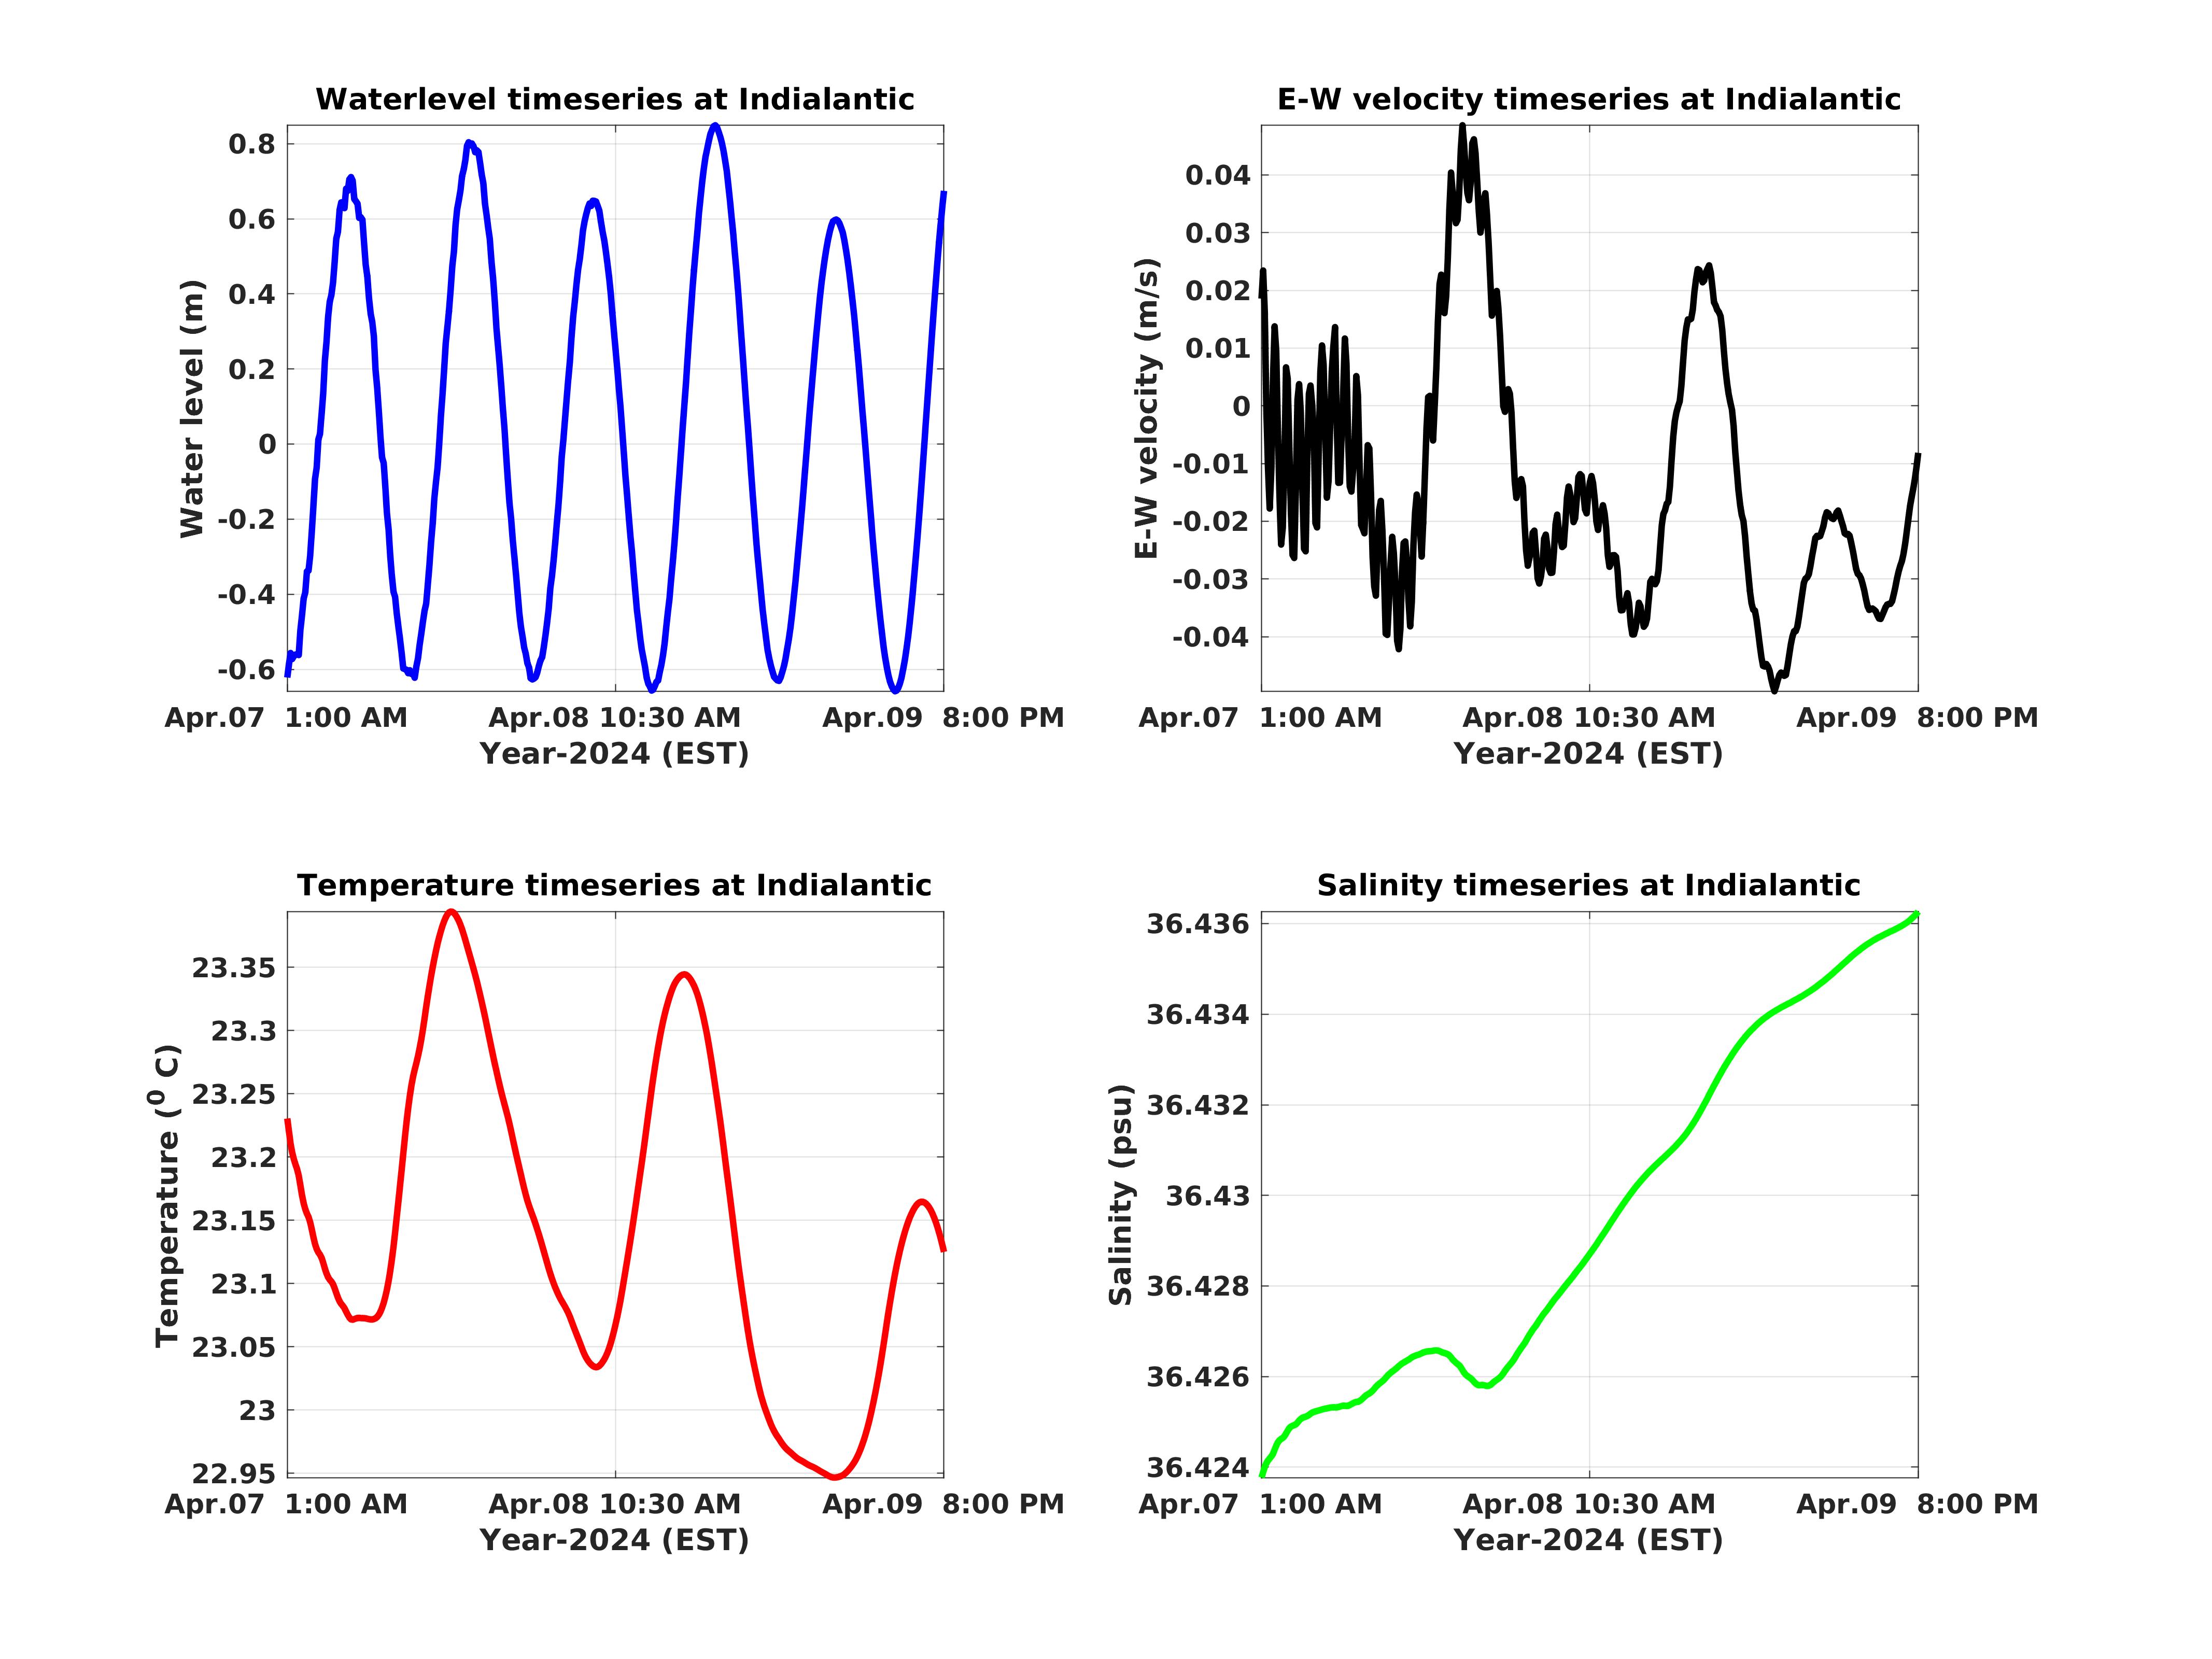 Waterlevel timeseries at Indialantic
Water level (m)
0.8
0.6
0.4
0.2
0
-0.2
-0.4
-0.6
Apr.07 1:00 AM Apr.08 10:30 AM Apr.09 8:00 PM
Year-2024 (EST)
E-W velocity timeseries at Indialantic
E-W velocity (m/s)
0.04
0.03
0.02
0.01
0
-0.01
-0.02
-0.03
-0.04
Apr.07 1:00 AM Apr.08 10:30 AM Apr.09 8:00 PM
Year-2024 (EST)
Temperature timeseries at Indialantic
Temperature (⁰ C)
23.35
23.3
23.25
23.2
23.15
23.1
23.05
23
22.95
Apr.07 1:00 AM Apr.08 10:30 AM Apr.09 8:00 PM
Year-2024 (EST)
Salinity timeseries at Indialantic
Salinity (psu)
36.436
36.434
36.432
36.43
36.428
36.426
36.424
Apr.07 1:00 AM Apr.08 10:30 AM Apr.09 8:00 PM
Year-2024 (EST)